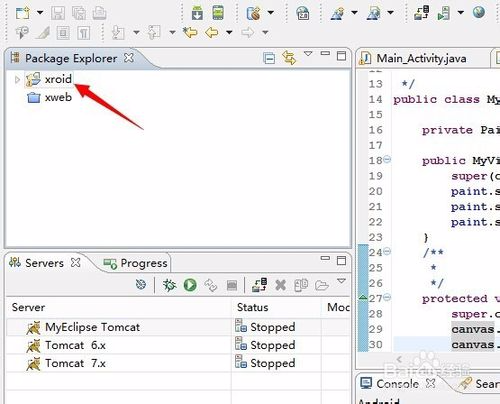 Package Explorer
xroid
xweb
Servers
Progress
Server Status Mod
MyEclipse Tomcat Stopped
Tomcat 6.x Stopped
Tomcat 7.x Stopped
Main_Activity.java
12
13 */
14 public class My
15
16 private Pai
17
18 public MyVi
19 super(c
20 paint.s
21 paint.s
22 paint.s
23 }
24 /**
25 *
26 */
27 protected v
28 super.c
29 canvas.
30 canvas.
Console
Sear
Android